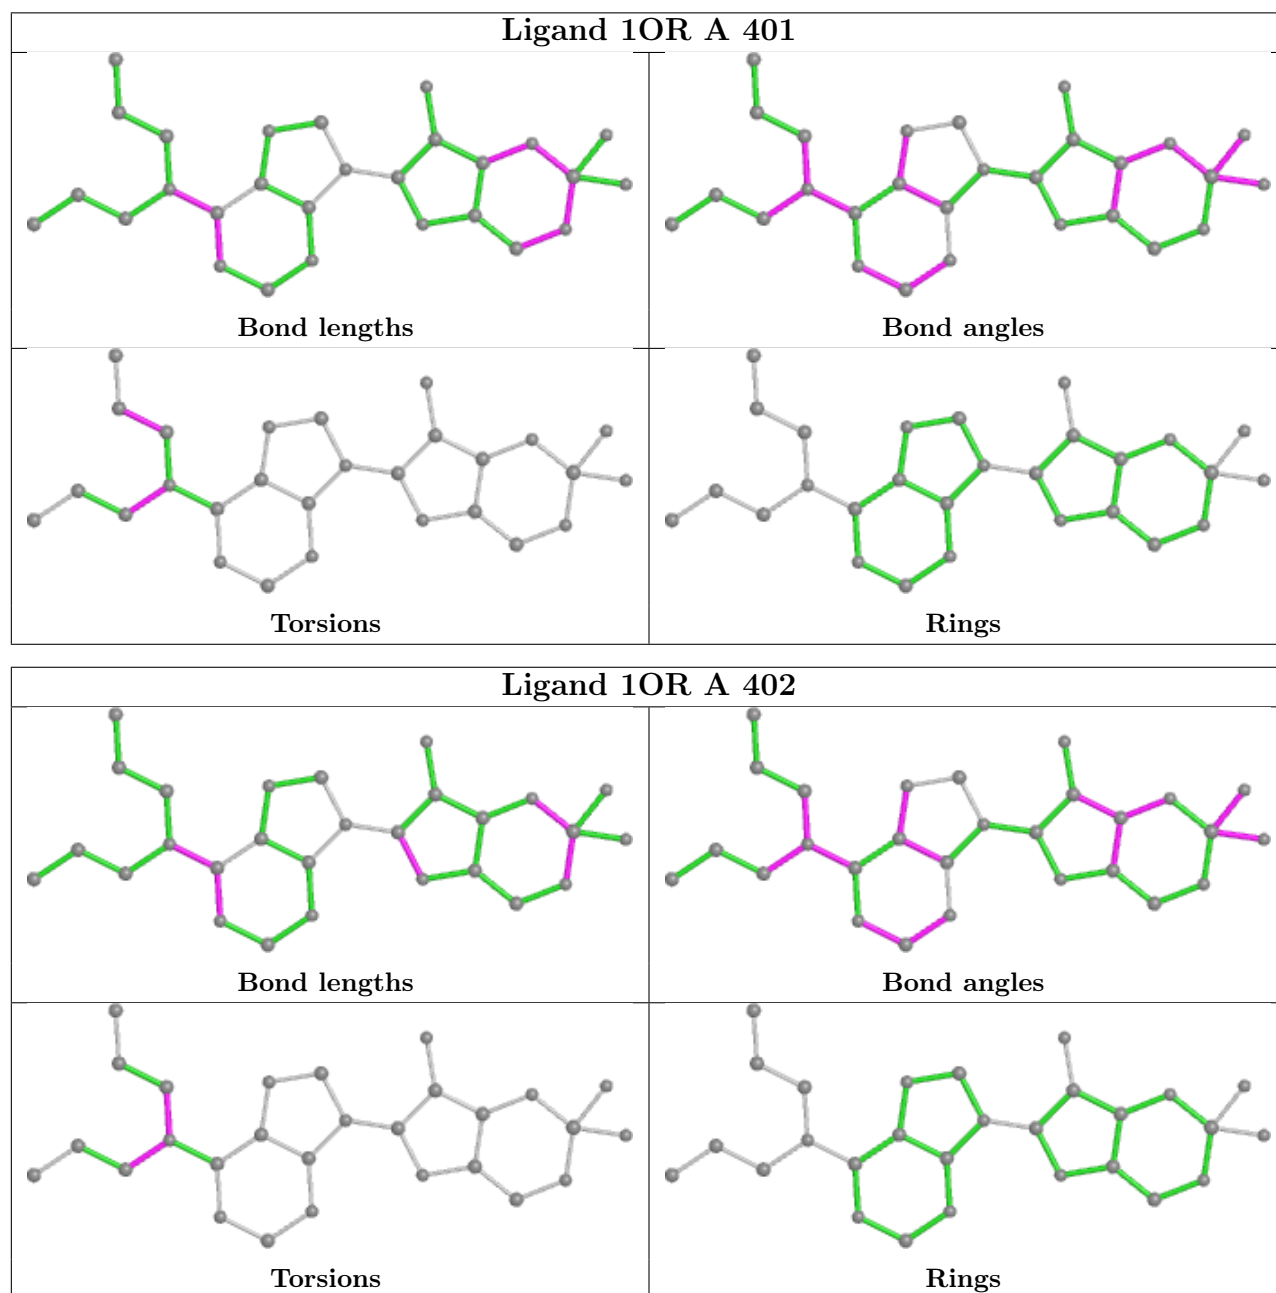 Ligand 1OR A 401
Bond lengths
Bond angles
Torsions
Rings
Ligand 1OR A 402
Bond lengths
Bond angles
Torsions
Rings